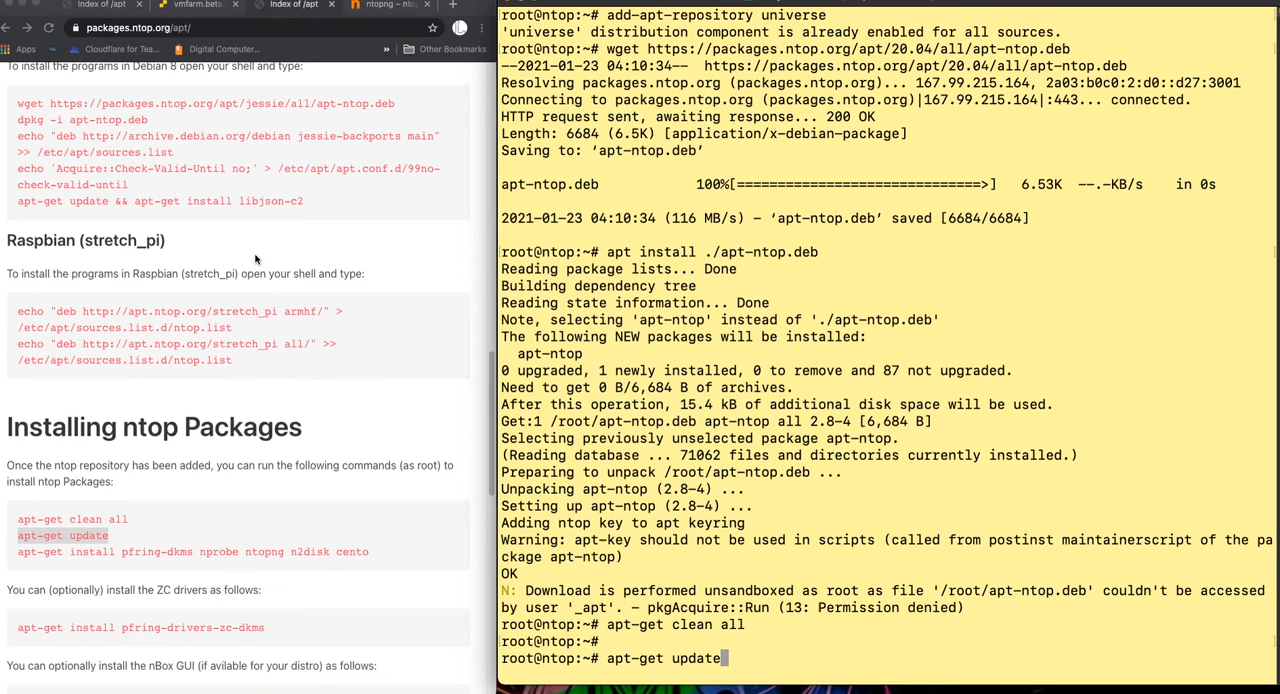 Index of /apt
vmfarm.beta.
Index of /apt
ntopng – nto
packages.ntop.org/apt/
Apps
Cloudflare for Tea...
Digital Computer...
»
Other Bookmarks
To install the programs in Debian 8 open your shell and type:
wget https://packages.ntop.org/apt/jessie/all/apt-ntop.deb
dpkg -i apt-ntop.deb
echo "deb http://archive.debian.org/debian jessie-backports main"
>> /etc/apt/sources.list
echo 'Acquire::Check-Valid-Until no;' > /etc/apt/apt.conf.d/99no-
check-valid-until
apt-get update && apt-get install libjson-c2
Raspbian (stretch_pi)
To install the programs in Raspbian (stretch_pi) open your shell and type:
echo "deb http://apt.ntop.org/stretch_pi armhf/" >
/etc/apt/sources.list.d/ntop.list
echo "deb http://apt.ntop.org/stretch_pi all/" >>
/etc/apt/sources.list.d/ntop.list
Installing ntop Packages
Once the ntop repository has been added, you can run the following commands (as root) to
install ntop Packages:
apt-get clean all
apt-get update
apt-get install pfring-dkms nprobe ntopng n2disk cento
You can (optionally) install the ZC drivers as follows:
apt-get install pfring-drivers-zc-dkms
You can optionally install the nBox GUI (if avilable for your distro) as follows:
root@ntop:~# add-apt-repository universe
'universe' distribution component is already enabled for all sources.
root@ntop:~# wget https://packages.ntop.org/apt/20.04/all/apt-ntop.deb
--2021-01-23 04:10:34-- https://packages.ntop.org/apt/20.04/all/apt-ntop.deb
Resolving packages.ntop.org (packages.ntop.org)... 167.99.215.164, 2a03:b0c0:2:d0::d27:3001
Connecting to packages.ntop.org (packages.ntop.org)|167.99.215.164|:443... connected.
HTTP request sent, awaiting response... 200 OK
Length: 6684 (6.5K) [application/x-debian-package]
Saving to: ‘apt-ntop.deb’
apt-ntop.deb 100%[=============================>] 6.53K --.-KB/s in 0s
2021-01-23 04:10:34 (116 MB/s) – ‘apt-ntop.deb’ saved [6684/6684]
root@ntop:~# apt install ./apt-ntop.deb
Reading package lists... Done
Building dependency tree
Reading state information... Done
Note, selecting 'apt-ntop' instead of './apt-ntop.deb'
The following NEW packages will be installed:
apt-ntop
0 upgraded, 1 newly installed, 0 to remove and 87 not upgraded.
Need to get 0 B/6,684 B of archives.
After this operation, 15.4 kB of additional disk space will be used.
Get:1 /root/apt-ntop.deb apt-ntop all 2.8-4 [6,684 B]
Selecting previously unselected package apt-ntop.
(Reading database ... 71062 files and directories currently installed.)
Preparing to unpack /root/apt-ntop.deb ...
Unpacking apt-ntop (2.8-4) ...
Setting up apt-ntop (2.8-4) ...
Adding ntop key to apt keyring
Warning: apt-key should not be used in scripts (called from postinst maintainerscript of the pa
ckage apt-ntop)
OK
N: Download is performed unsandboxed as root as file '/root/apt-ntop.deb' couldn't be accessed
by user '_apt'. – pkgAcquire::Run (13: Permission denied)
root@ntop:~# apt-get clean all
root@ntop:~#
root@ntop:~# apt-get update